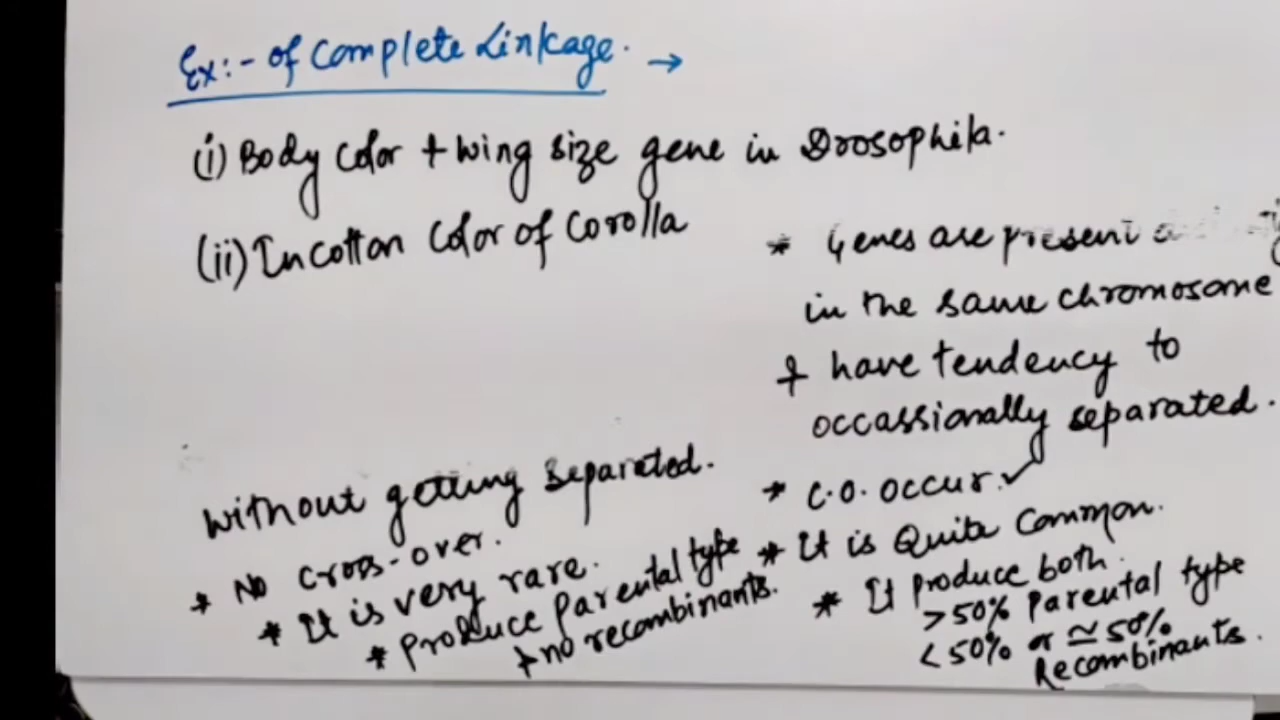 Ex:- of Complete Linkage. →
(i) Body Color + wing size gene in Drosophila.
(ii) In cotton Color of Corolla
without getting separated.
* No cross-over.
* It is very rare.
* Produce Parental type
+ no recombinants.
* Genes are present
in the same chromosome
& have tendency to
occassionally separated.
* C.O. occur. ✓
* It is Quite Common.
* It produce both
>50% Parental type
<50% or ≃50%
Recombinants.